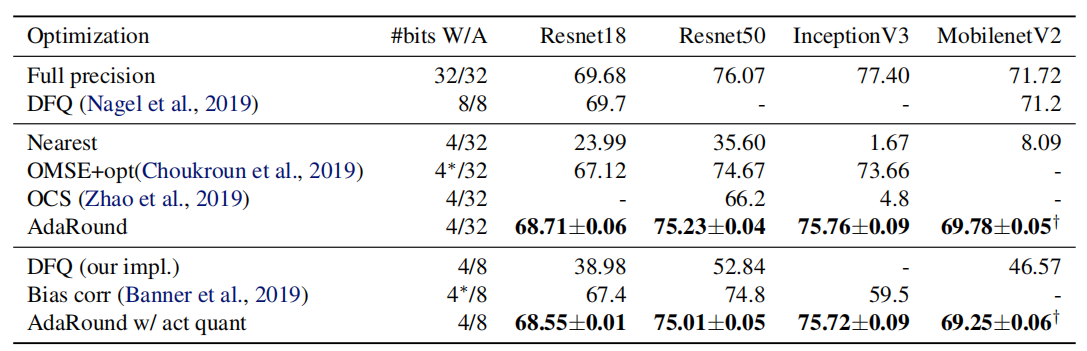 Optimization #bits W/A Resnet18 Resnet50 InceptionV3 MobilenetV2
Full precision 32/32 69.68 76.07 77.40 71.72
DFQ (Nagel et al., 2019) 8/8 69.7 - - 71.2
Nearest 4/32 23.99 35.60 1.67 8.09
OMSE+opt(Choukroun et al., 2019) 4*/32 67.12 74.67 73.66 -
OCS (Zhao et al., 2019) 4/32 - 66.2 4.8 -
AdaRound 4/32 68.71±0.06 75.23±0.04 75.76±0.09 69.78±0.05†
DFQ (our impl.) 4/8 38.98 52.84 - 46.57
Bias corr (Banner et al., 2019) 4*/8 67.4 74.8 59.5 -
AdaRound w/ act quant 4/8 68.55±0.01 75.01±0.05 75.72±0.09 69.25±0.06†